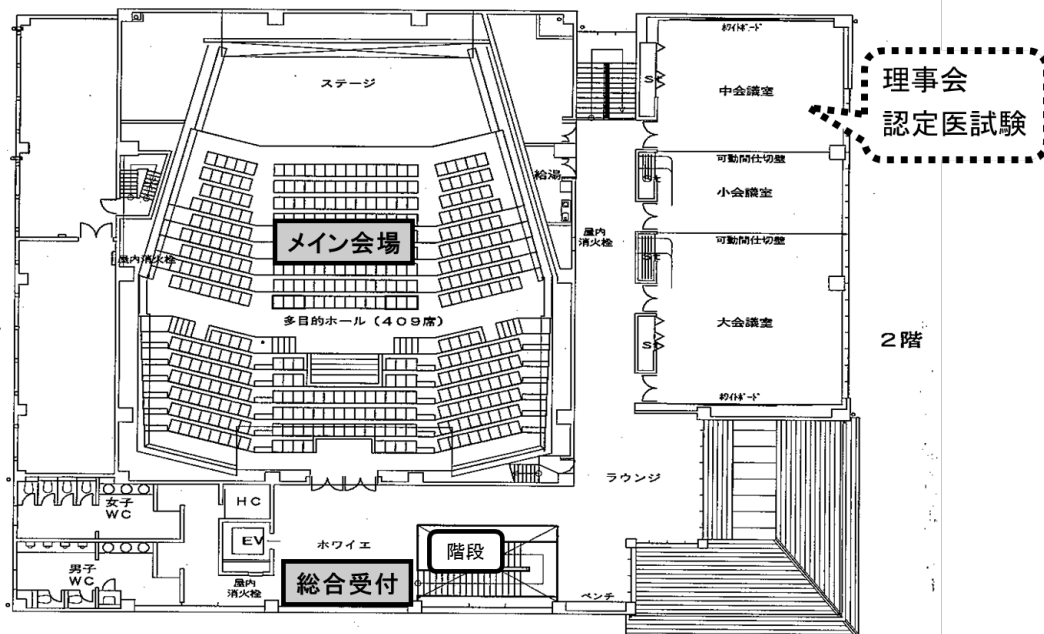 ホワイトボード
ステージ
中会議室
理事会
認定医試験
可動間仕切壁
給湯
小会議室
メイン会場
屋内
消火栓
可動間仕切壁
屋内消火栓
多目的ホール(409席)
大会議室
2階
ホワイトボード
ラウンジ
女子
WC
HC
EV
ホワイエ
階段
男子
WC
屋内
消火栓
総合受付
ベンチ